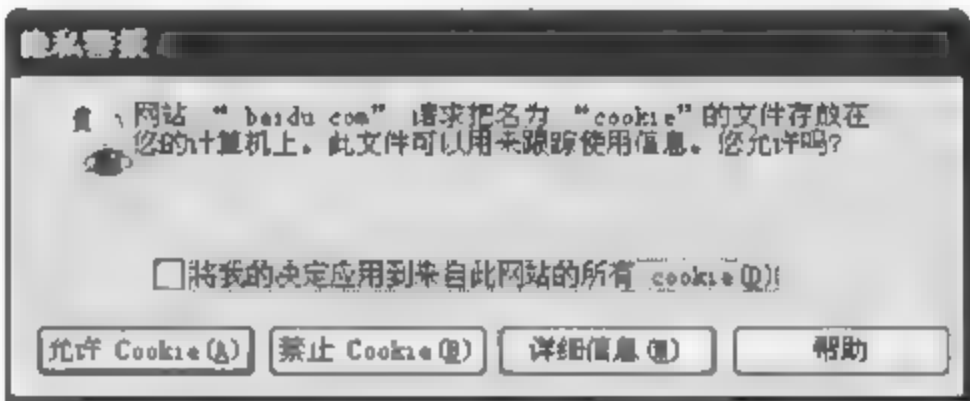 隐私警报
网站 “baidu com” 请求把名为 “cookie”的文件存放在
您的计算机上。此文件可以用来跟踪使用信息。您允许吗?
将我的决定应用到来自此网站的所有 cookie(D)
允许 Cookie(A)
禁止 Cookie(B)
详细信息(M)
帮助